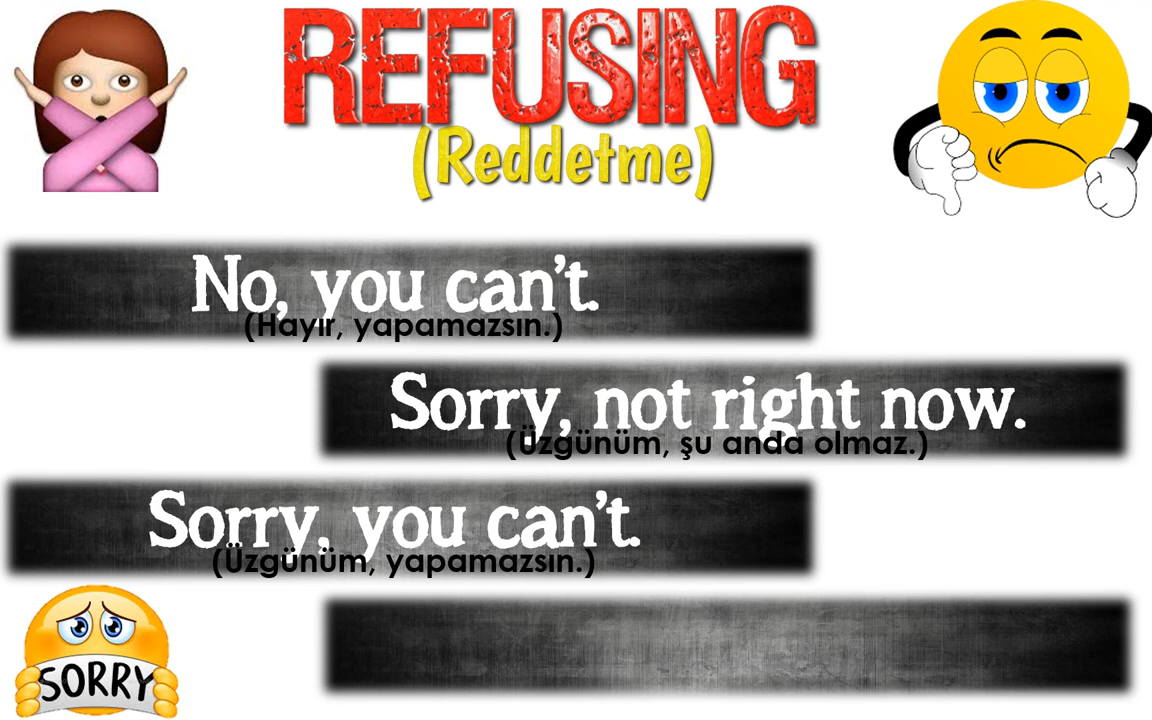 REFUSING
(Reddetme)
No, you can't.
(Hayır, yapamazsın.)
Sorry, not right now.
(Üzgünüm, şu anda olmaz.)
Sorry, you can't.
(Üzgünüm, yapamazsın.)
SORRY